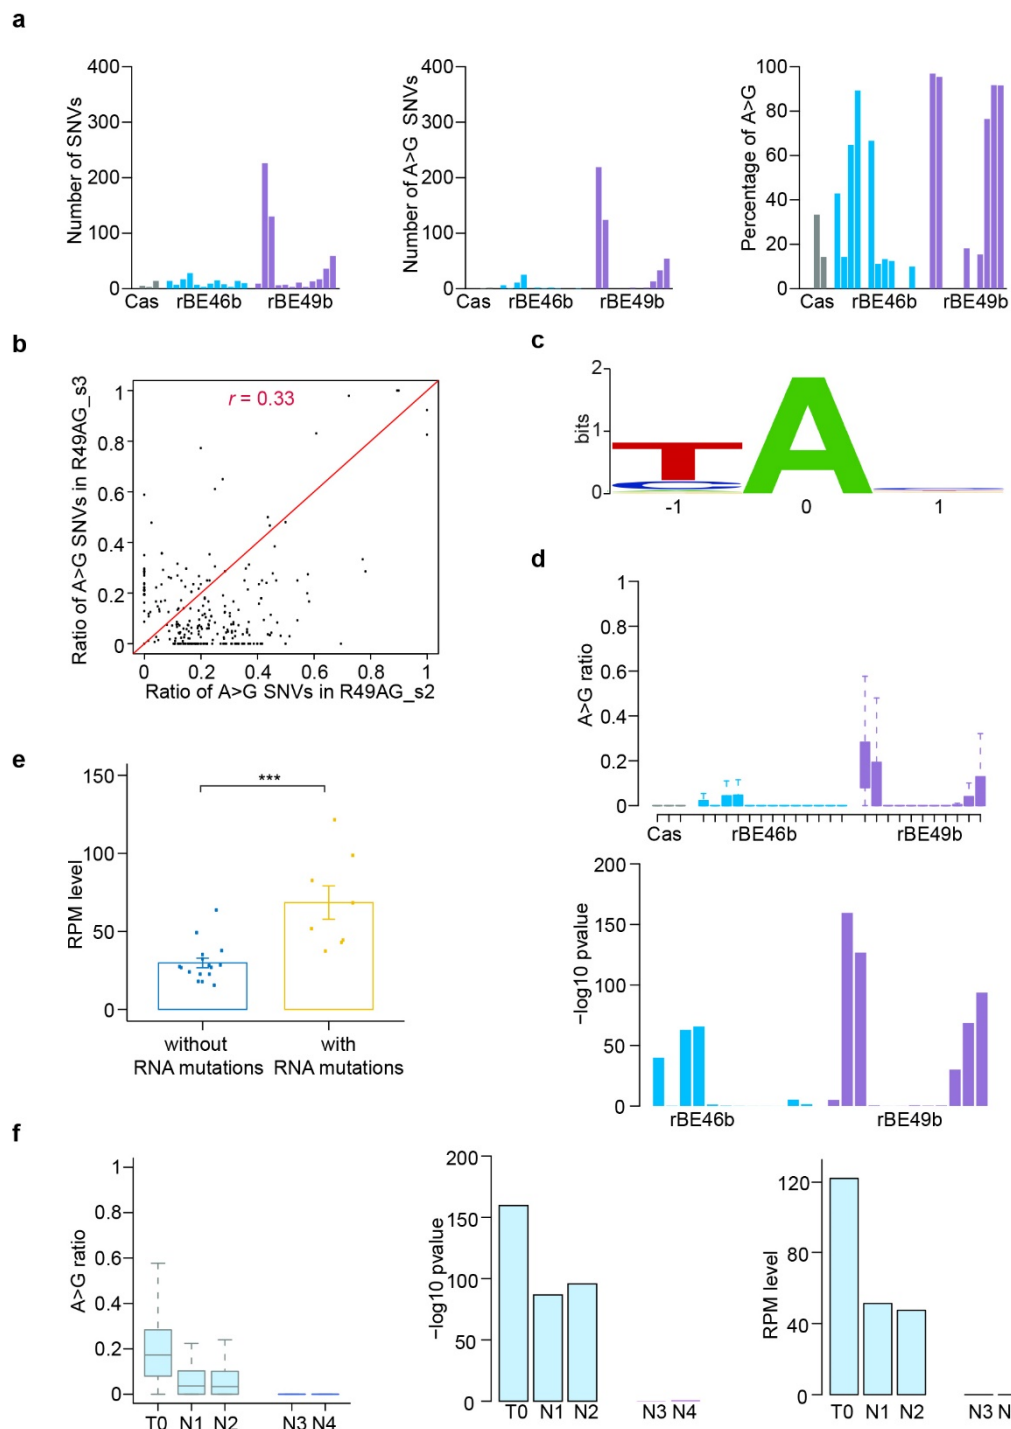 a
400
300
200
100
0
Number of SNVs
Cas rBE46b rBE49b
400
300
200
100
0
Number of A>G SNVs
Cas rBE46b rBE49b
100
80
60
40
20
0
Percentage of A>G
Cas rBE46b rBE49b
b
1
0.8
0.6
0.4
0.2
0
Ratio of A>G SNVs in R49AG_s3
r = 0.33
0 0.2 0.4 0.6 0.8 1
Ratio of A>G SNVs in R49AG_s2
c
2
1
0
bits
T A
-1 0 1
d
1
0.8
0.6
0.4
0.2
0
A>G ratio
Cas rBE46b rBE49b
200
150
100
50
0
−log10 pvalue
rBE46b rBE49b
e
150
100
50
0
RPM level
***
without
RNA mutations
with
RNA mutations
f
1
0.8
0.6
0.4
0.2
0
A>G ratio
T0 N1 N2 N3 N4
200
150
100
50
0
−log10 pvalue
T0 N1 N2 N3 N4
120
80
40
0
RPM level
T0 N1 N2 N3